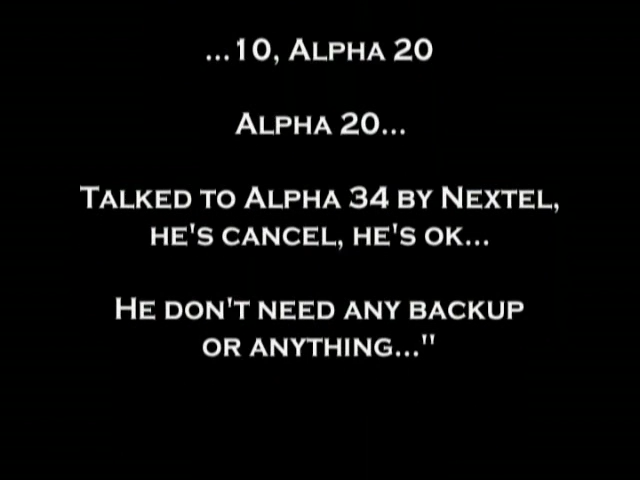 ...10, Alpha 20
Alpha 20...
Talked to Alpha 34 by Nextel,
he's cancel, he's ok...
He don't need any backup
or anything..."